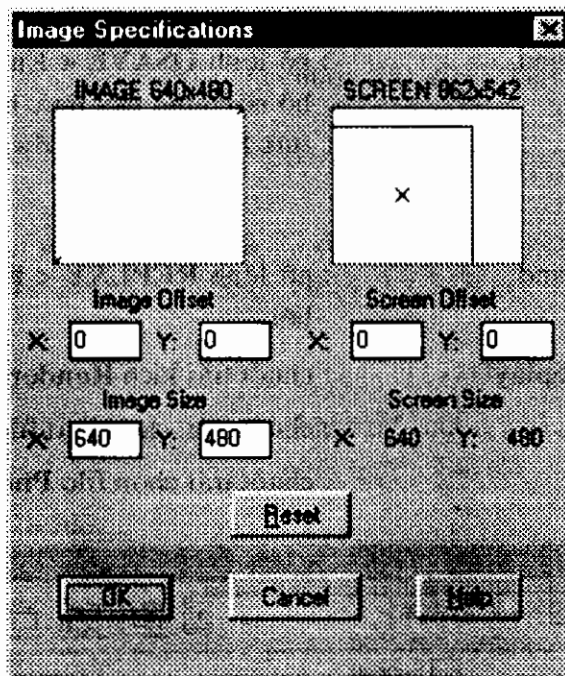 Image Specifications
IMAGE 640x480 SCREEN 862x542
Image Offset Screen Offset
X: 0 Y: 0 X: 0 Y: 0
Image Size Screen Size
X: 640 Y: 480 X: 640 Y: 480
Reset
OK Cancel Help